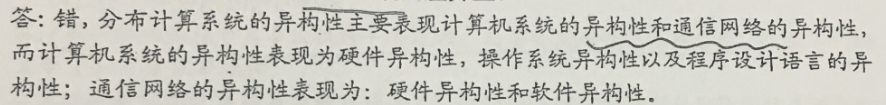 答：错，分布计算系统的异构性主要表现计算机系统的异构性和通信网络的异构性，
而计算机系统的异构性表现为硬件异构性，操作系统异构性以及程序设计语言的异
构性；通信网络的异构性表现为：硬件异构性和软件异构性。